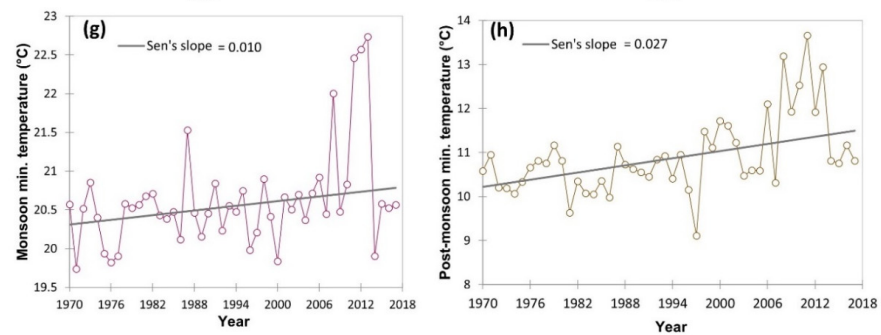 (g)
Sen's slope = 0.010
Monsoon min. temperature (°C)
23
22.5
22
21.5
21
20.5
20
19.5
1970 1976 1982 1988 1994 2000 2006 2012 2018
Year
(h)
Sen's slope = 0.027
Post-monsoon min. temperature (°C)
14
13
12
11
10
9
8
1970 1976 1982 1988 1994 2000 2006 2012 2018
Year